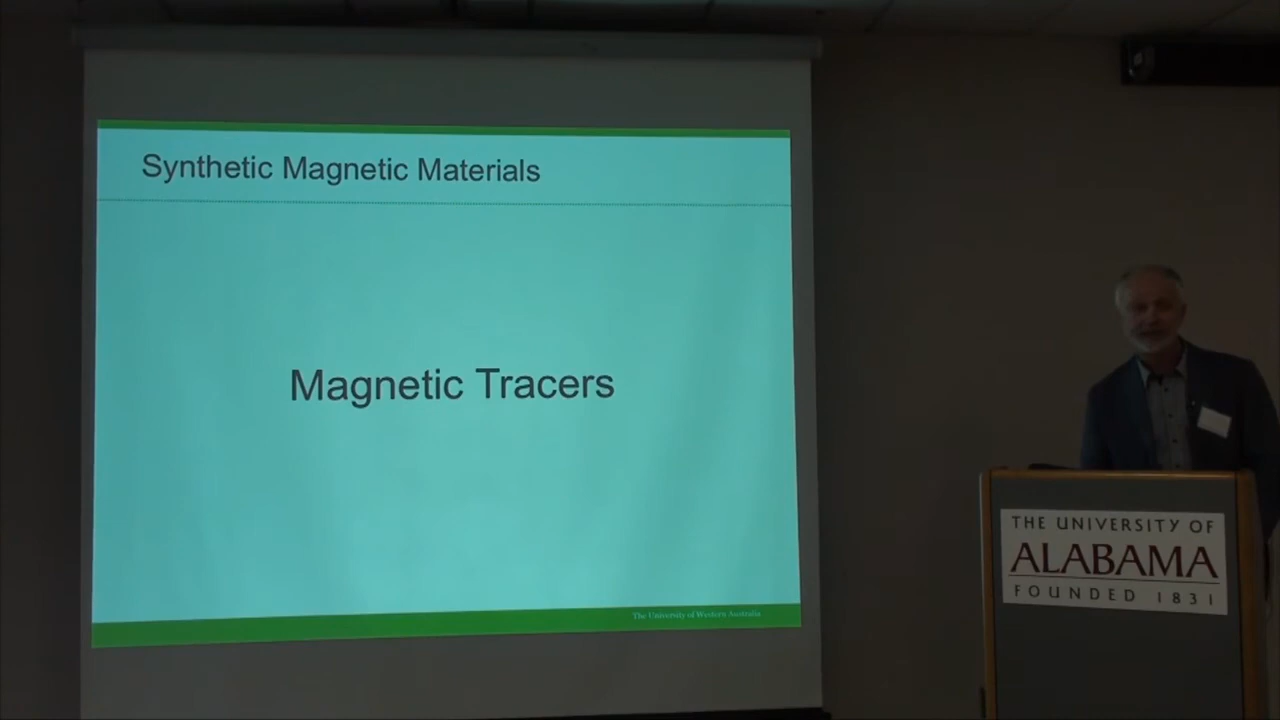 Synthetic Magnetic Materials
Magnetic Tracers
The University of Western Australia
THE UNIVERSITY OF
ALABAMA
FOUNDED 1831